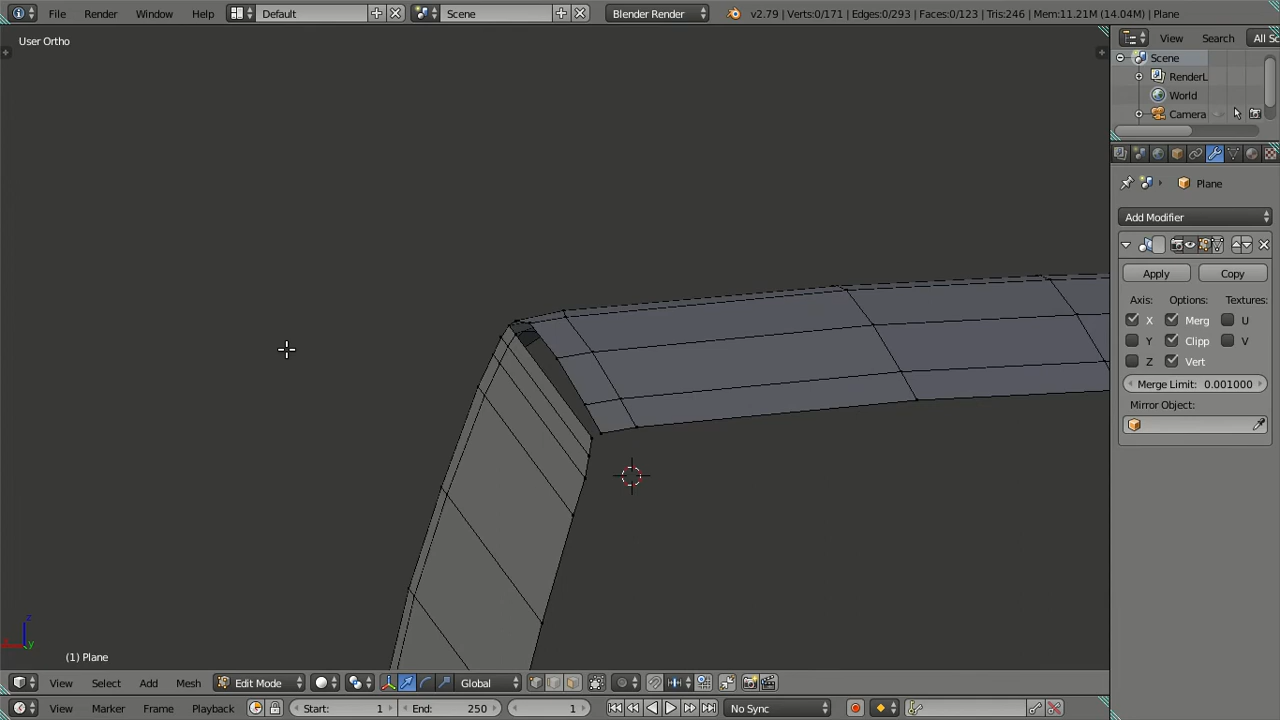 File Render Window Help Default Scene Blender Render v2.79 | Verts:0/171 | Edges:0/293 | Faces:0/123 | Tris:246 | Mem:11.21M (14.04M) | Plane
User Ortho
View Search All Sc
Scene
RenderL
World
Camera
Plane
Add Modifier
Apply Copy
Axis: Options: Textures:
X Merg U
Y Clipp V
Z Vert
Merge Limit: 0.001000
Mirror Object:
z
x y
(1) Plane
View Select Add Mesh Edit Mode Global
View Marker Frame Playback Start: 1 End: 250 1 No Sync